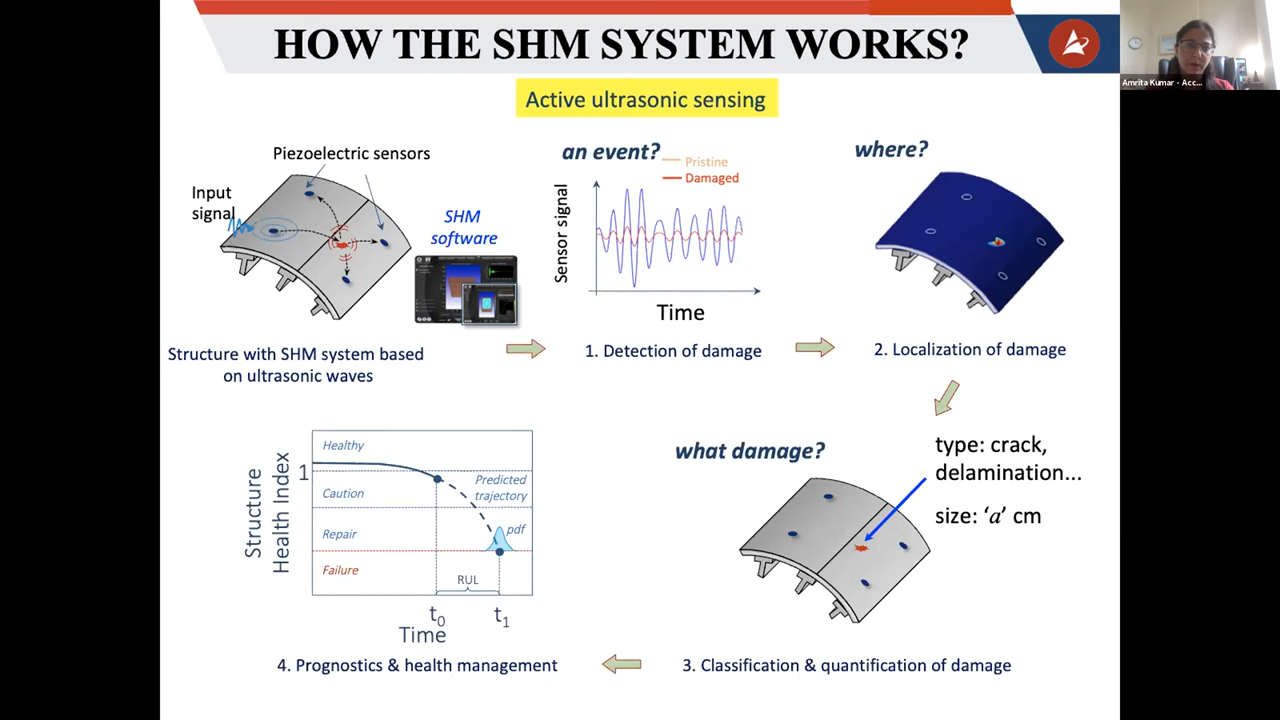 HOW THE SHM SYSTEM WORKS?
Amrita Kumar - Acc...
Active ultrasonic sensing
Piezoelectric sensors
Input
signal
SHM
software
Structure with SHM system based
on ultrasonic waves
an event?
Pristine
Damaged
Sensor signal
Time
1. Detection of damage
where?
2. Localization of damage
what damage?
type: crack,
delamination...
size: ‘a’ cm
3. Classification & quantification of damage
Structure
Health Index
1
Healthy
Caution
Repair
Failure
Predicted
trajectory
pdf
RUL
t0
t1
Time
4. Prognostics & health management